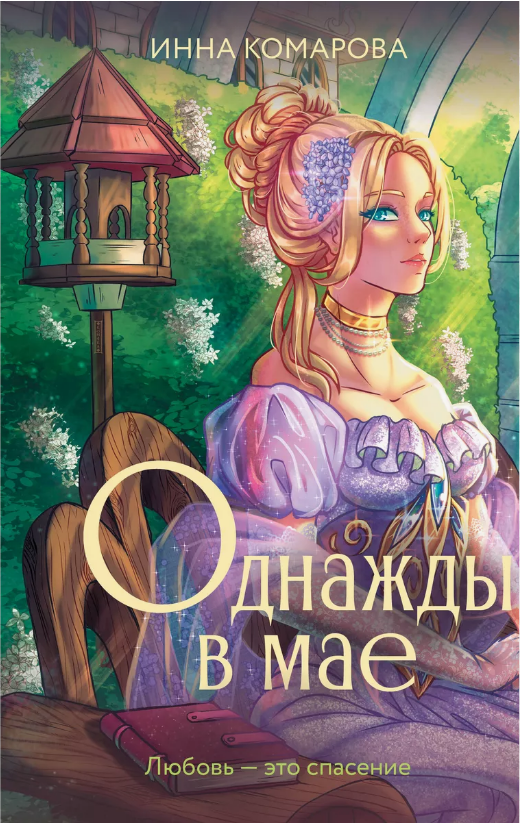 ИННА КОМАРОВА
Однажды
в мае
Любовь — это спасение